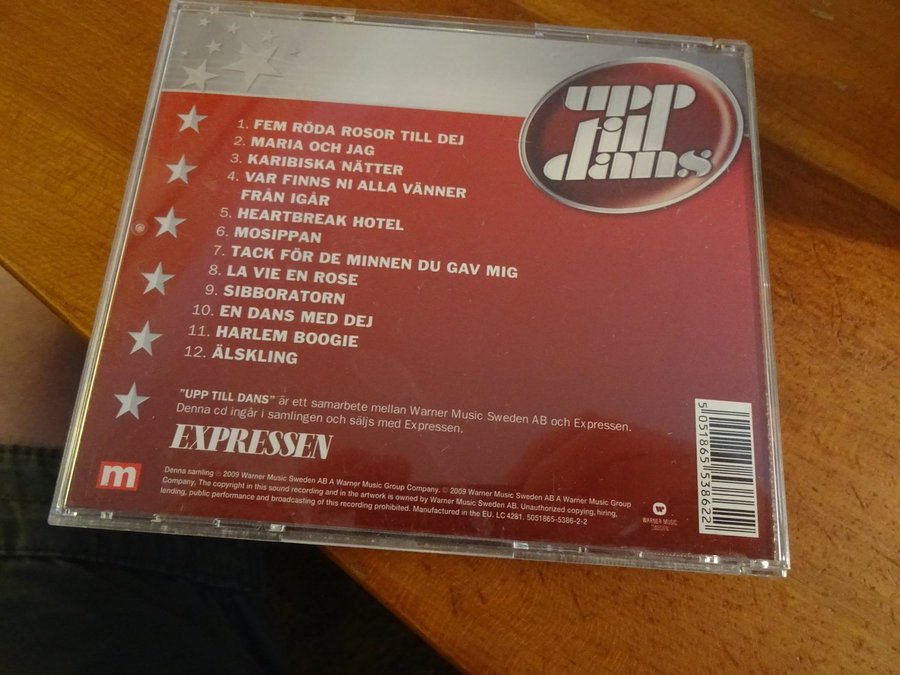 upp
till
dans
1. FEM RÖDA ROSOR TILL DEJ
2. MARIA OCH JAG
3. KARIBISKA NÄTTER
4. VAR FINNS NI ALLA VÄNNER
FRÅN IGÅR
5. HEARTBREAK HOTEL
6. MOSIPPAN
7. TACK FÖR DE MINNEN DU GAV MIG
8. LA VIE EN ROSE
9. SIBBORATORN
10. EN DANS MED DEJ
11. HARLEM BOOGIE
12. ÄLSKLING
"UPP TILL DANS" är ett samarbete mellan Warner Music Sweden AB och Expressen.
Denna cd ingår i samlingen och säljs med Expressen.
EXPRESSEN
m
Denna samling ℗ 2009 Warner Music Sweden AB A Warner Music Group Company. © 2009 Warner Music Sweden AB A Warner Music Group
Company. The copyright in this sound recording and in the artwork is owned by Warner Music Sweden AB. Unauthorized copying, hiring,
lending, public performance and broadcasting of this recording prohibited. Manufactured in the EU. LC 4281. 5051865-5386-2-2
WARNER MUSIC
SWEDEN
5 051865 538622